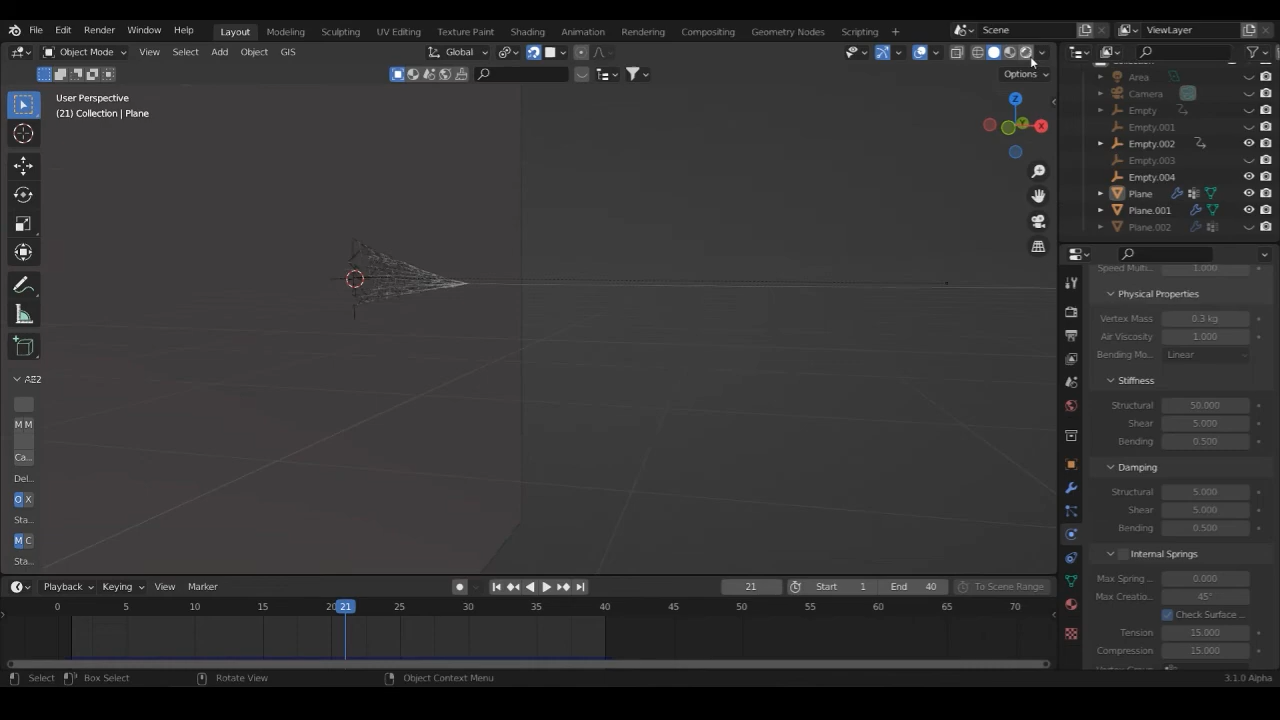 File Edit Render Window Help Layout Modeling Sculpting UV Editing Texture Paint Shading Animation Rendering Compositing Geometry Nodes Scripting + Scene ViewLayer
Object Mode View Select Add Object GIS Global
Options
User Perspective
(21) Collection | Plane
Z
Y
X
Area
Camera
Empty
Empty.001
Empty.002
Empty.003
Empty.004
Plane
Plane.001
Plane.002
1.000
Physical Properties
Vertex Mass 0.3 kg
Air Viscosity 1.000
Bending Mo... Linear
Stiffness
Structural 50.000
Shear 5.000
Bending 0.500
Damping
Structural 5.000
Shear 5.000
Bending 0.500
Internal Springs
Max Spring... 0.000
Max Creatio... 45°
Check Surface ...
Tension 15.000
Compression 15.000
AE2
M M
Ca...
Del...
O X
Sta...
M C
Sta...
Playback Keying View Marker 21 Start 1 End 40 To Scene Range
0 5 10 15 20 21 25 30 35 40 45 50 55 60 65 70
Select Box Select Rotate View Object Context Menu 3.1.0 Alpha